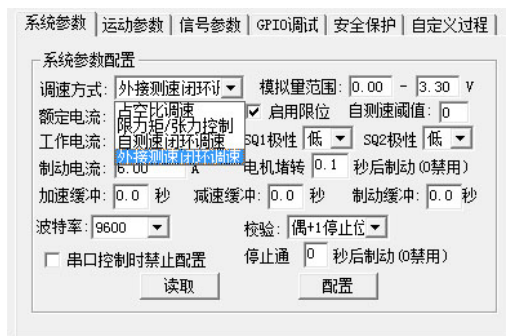 系统参数 运动参数 信号参数 GPIO调试 安全保护 自定义过程
系统参数配置
调速方式: 外接测速闭环调 模拟量范围: 0.00 - 3.30 V
额定电流: 占空比调速 启用限位 自测速阈值: 0
限力矩/张力控制
工作电流: 自测速闭环调速 SQ1极性 低 SQ2极性 低
外接测速闭环调速
制动电流: 6.00 A 电机堵转 0.1 秒后制动(0禁用)
加速缓冲: 0.0 秒 减速缓冲: 0.0 秒 制动缓冲: 0.0 秒
波特率: 9600 校验: 偶+1停止位
串口控制时禁止配置 停止通 0 秒后制动(0禁用)
读取 配置